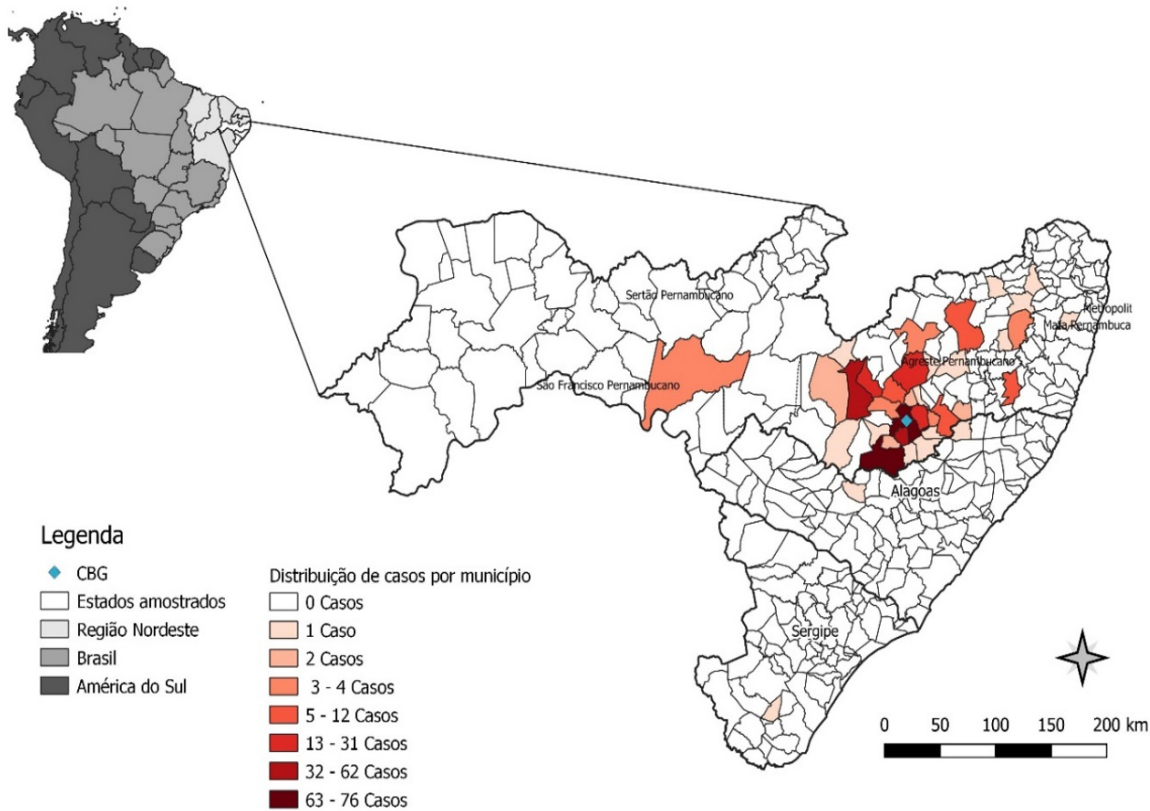 Sertão Pernambucano
Metropolit
Mata Pernambuca
Agreste Pernambucano
São Francisco Pernambucano
Alagoas
Sergipe
Legenda
CBG
Estados amostrados
Região Nordeste
Brasil
América do Sul
Distribuição de casos por município
0 Casos
1 Caso
2 Casos
3 - 4 Casos
5 - 12 Casos
13 - 31 Casos
32 - 62 Casos
63 - 76 Casos
0 50 100 150 200 km